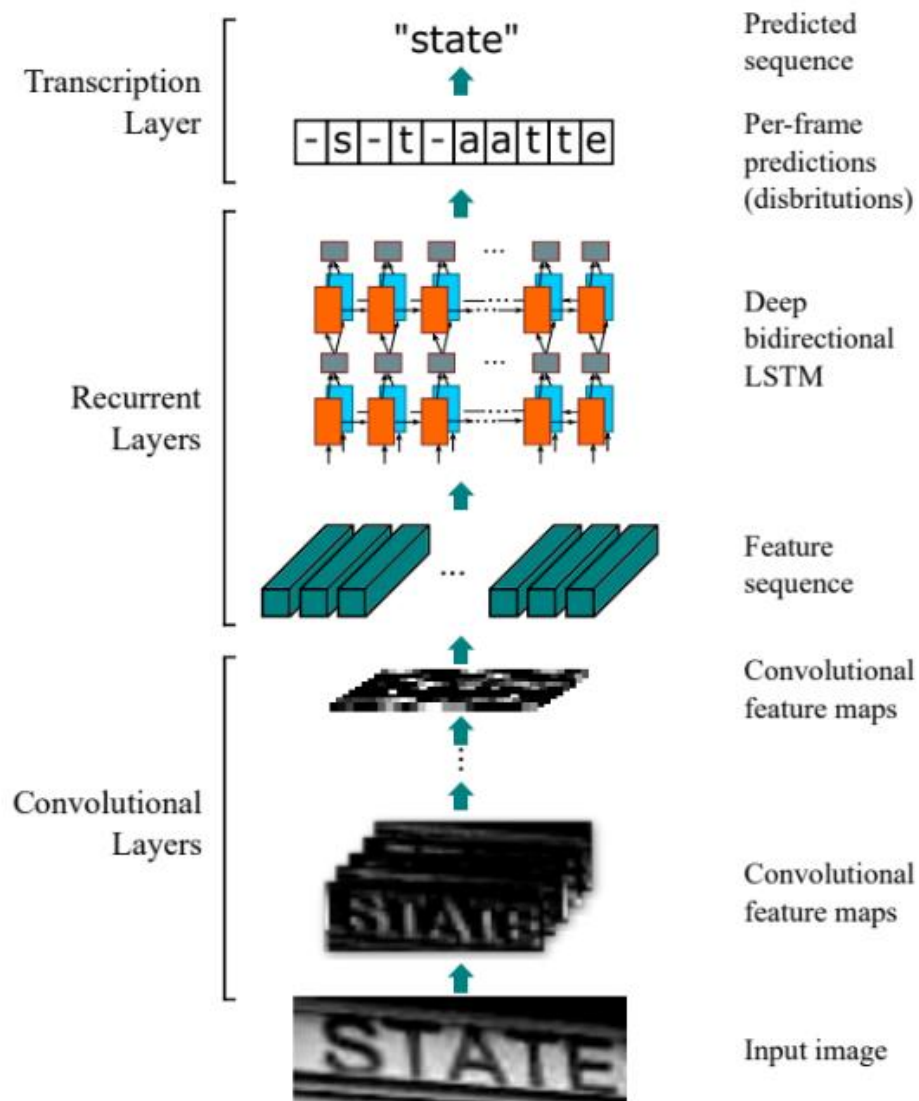 "state"
Predicted
sequence
Transcription
Layer
-s-t-aatte
Per-frame
predictions
(disbritutions)
...
...
Deep
bidirectional
LSTM
...
...
Recurrent
Layers
...
Feature
sequence
Convolutional
feature maps
Convolutional
Layers
STATE
Convolutional
feature maps
STATE
Input image